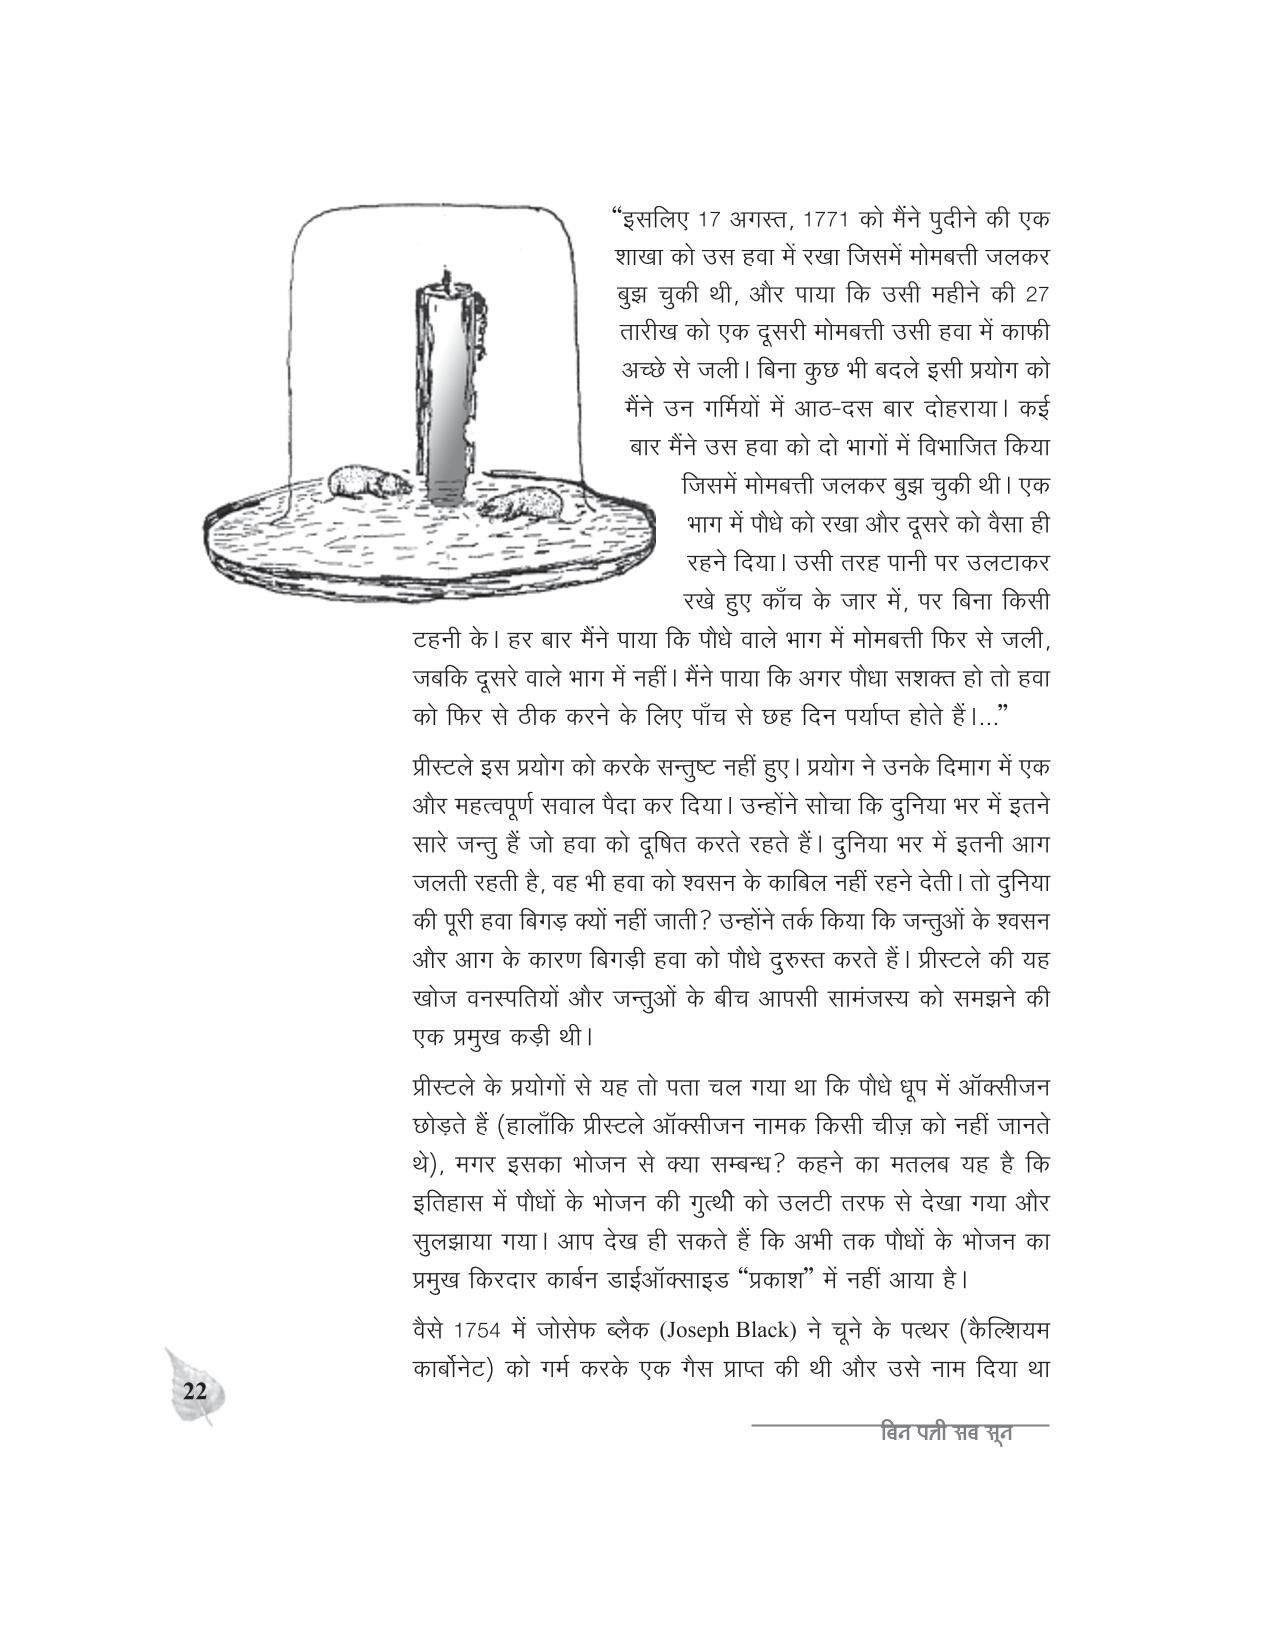 “इसलिए 17 अगस्त, 1771 को मैंने पुदीने की एक
शाखा को उस हवा में रखा जिसमें मोमबत्ती जलकर
बुझ चुकी थी, और पाया कि उसी महीने की 27
तारीख को एक दूसरी मोमबत्ती उसी हवा में काफी
अच्छे से जली। बिना कुछ भी बदले इसी प्रयोग को
मैंने उन गर्मियों में आठ-दस बार दोहराया। कई
बार मैंने उस हवा को दो भागों में विभाजित किया
जिसमें मोमबत्ती जलकर बुझ चुकी थी। एक
भाग में पौधे को रखा और दूसरे को वैसा ही
रहने दिया। उसी तरह पानी पर उलटाकर
रखे हुए काँच के जार में, पर बिना किसी
टहनी के। हर बार मैंने पाया कि पौधे वाले भाग में मोमबत्ती फिर से जली,
जबकि दूसरे वाले भाग में नहीं। मैंने पाया कि अगर पौधा सशक्त हो तो हवा
को फिर से ठीक करने के लिए पाँच से छह दिन पर्याप्त होते हैं।...”
प्रीस्टले इस प्रयोग को करके सन्तुष्ट नहीं हुए। प्रयोग ने उनके दिमाग में एक
और महत्वपूर्ण सवाल पैदा कर दिया। उन्होंने सोचा कि दुनिया भर में इतने
सारे जन्तु हैं जो हवा को दूषित करते रहते हैं। दुनिया भर में इतनी आग
जलती रहती है, वह भी हवा को श्वसन के काबिल नहीं रहने देती। तो दुनिया
की पूरी हवा बिगड़ क्यों नहीं जाती? उन्होंने तर्क किया कि जन्तुओं के श्वसन
और आग के कारण बिगड़ी हवा को पौधे दुरुस्त करते हैं। प्रीस्टले की यह
खोज वनस्पतियों और जन्तुओं के बीच आपसी सामंजस्य को समझने की
एक प्रमुख कड़ी थी।
प्रीस्टले के प्रयोगों से यह तो पता चल गया था कि पौधे धूप में ऑक्सीजन
छोड़ते हैं (हालाँकि प्रीस्टले ऑक्सीजन नामक किसी चीज़ को नहीं जानते
थे), मगर इसका भोजन से क्या सम्बन्ध? कहने का मतलब यह है कि
इतिहास में पौधों के भोजन की गुत्थी को उलटी तरफ से देखा गया और
सुलझाया गया। आप देख ही सकते हैं कि अभी तक पौधों के भोजन का
प्रमुख किरदार कार्बन डाईऑक्साइड “प्रकाश” में नहीं आया है।
वैसे 1754 में जोसेफ ब्लैक (Joseph Black) ने चूने के पत्थर (कैल्शियम
कार्बोनेट) को गर्म करके एक गैस प्राप्त की थी और उसे नाम दिया था
22
बिन पत्ती सब सून